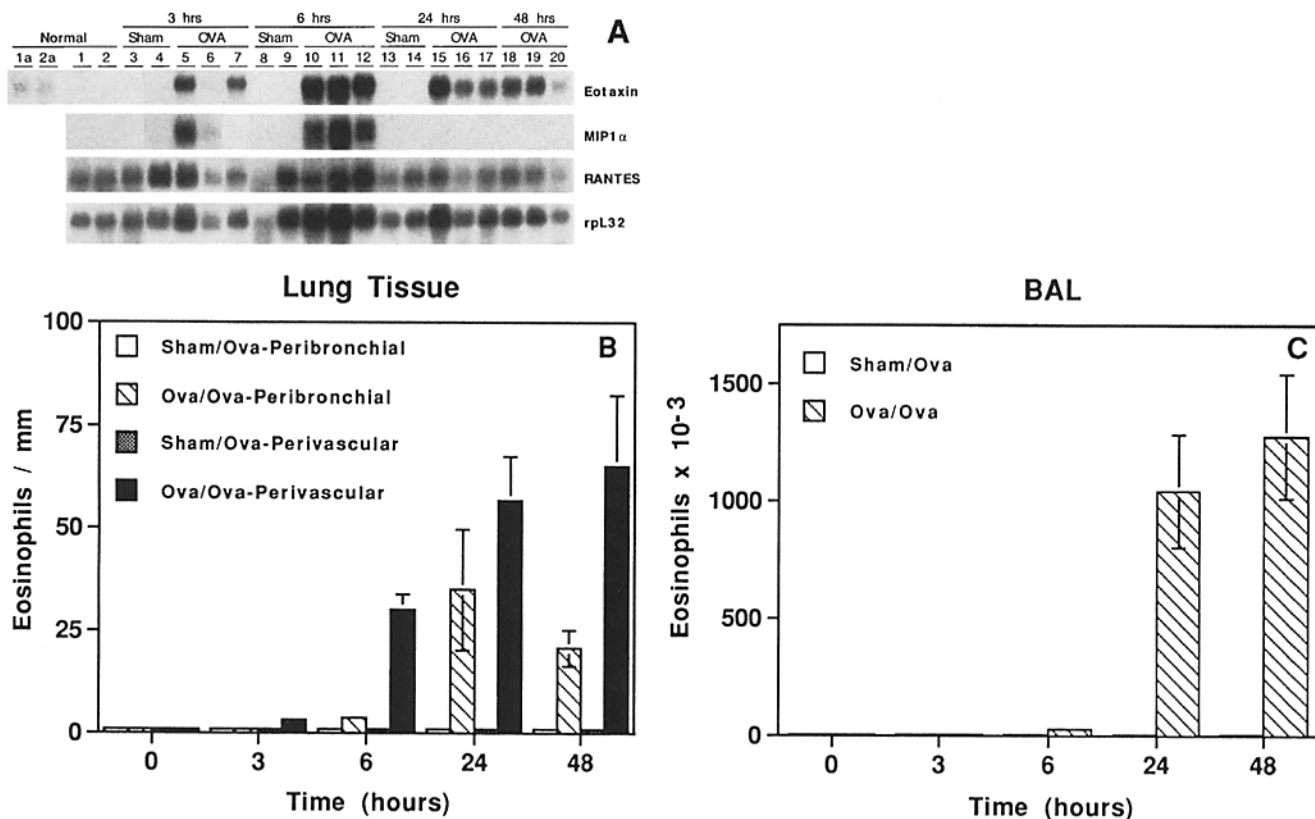 3 hrs 6 hrs 24 hrs 48 hrs
Normal Sham OVA Sham OVA Sham OVA OVA A
1a 2a 1 2 3 4 5 6 7 8 9 10 11 12 13 14 15 16 17 18 19 20
Eotaxin
MIP1α
RANTES
rpL32
Lung Tissue
100
75
50
25
0
Eosinophils / mm
Sham/Ova-Peribronchial
Ova/Ova-Peribronchial
Sham/Ova-Perivascular
Ova/Ova-Perivascular
B
0 3 6 24 48
Time (hours)
BAL
1500
1000
500
0
Eosinophils x 10-3
Sham/Ova
Ova/Ova
C
0 3 6 24 48
Time (hours)